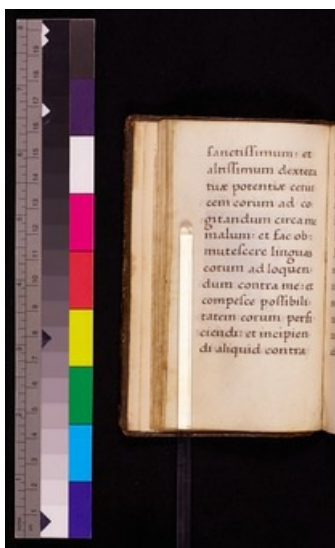 sanctissimum: et
altissimum dextera
tuæ potentiæ
cem eorum ad co-
gitandum circa me
malum: et fac ob-
mutescere linguas
eorum ad loquen
dum contra me: et
compesce possibili
tatem eorum perfi
ciendi: et incipien
di aliquid contra